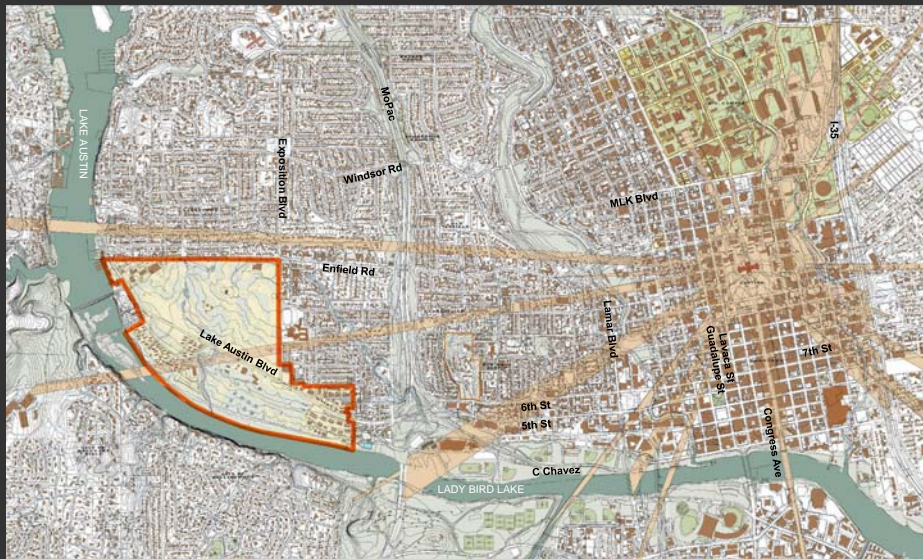 LAKE AUSTIN
MoPac
Exposition Blvd
Windsor Rd
I-35
MLK Blvd
Enfield Rd
Lamar Blvd
Lake Austin Blvd
Lavaca St
Guadalupe St
7th St
6th St
5th St
Congress Ave
C Chavez
LADY BIRD LAKE